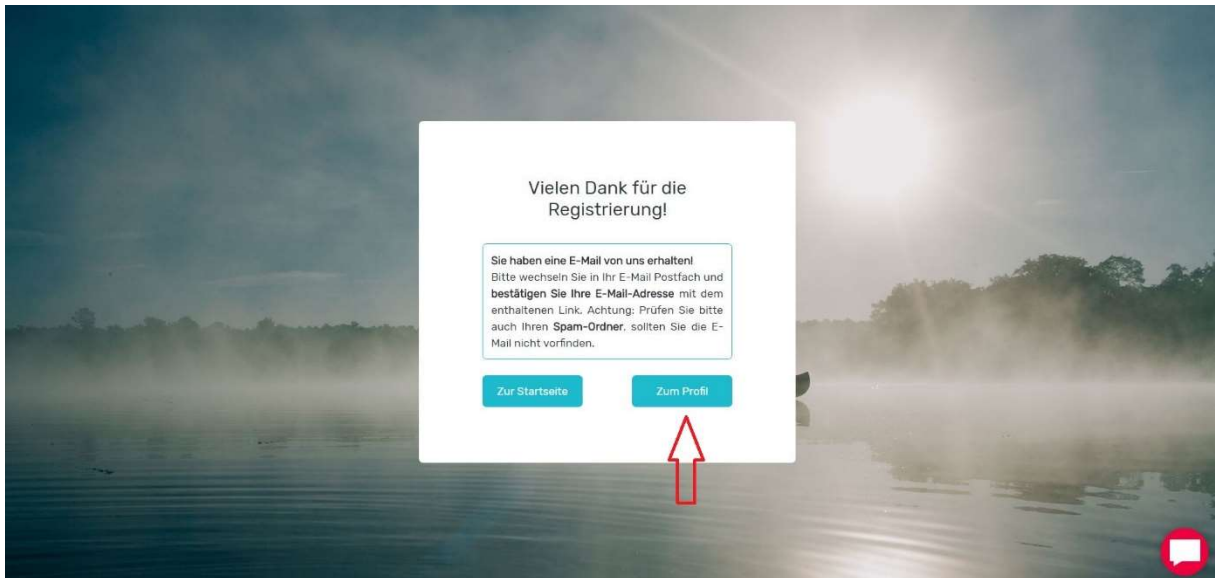 Vielen Dank für die
Registrierung!
Sie haben eine E-Mail von uns erhalten!
Bitte wechseln Sie in Ihr E-Mail Postfach und
bestätigen Sie Ihre E-Mail-Adresse mit dem
enthaltenen Link. Achtung: Prüfen Sie bitte
auch Ihren Spam-Ordner, sollten Sie die E-
Mail nicht vorfinden.
Zur Startseite
Zum Profil